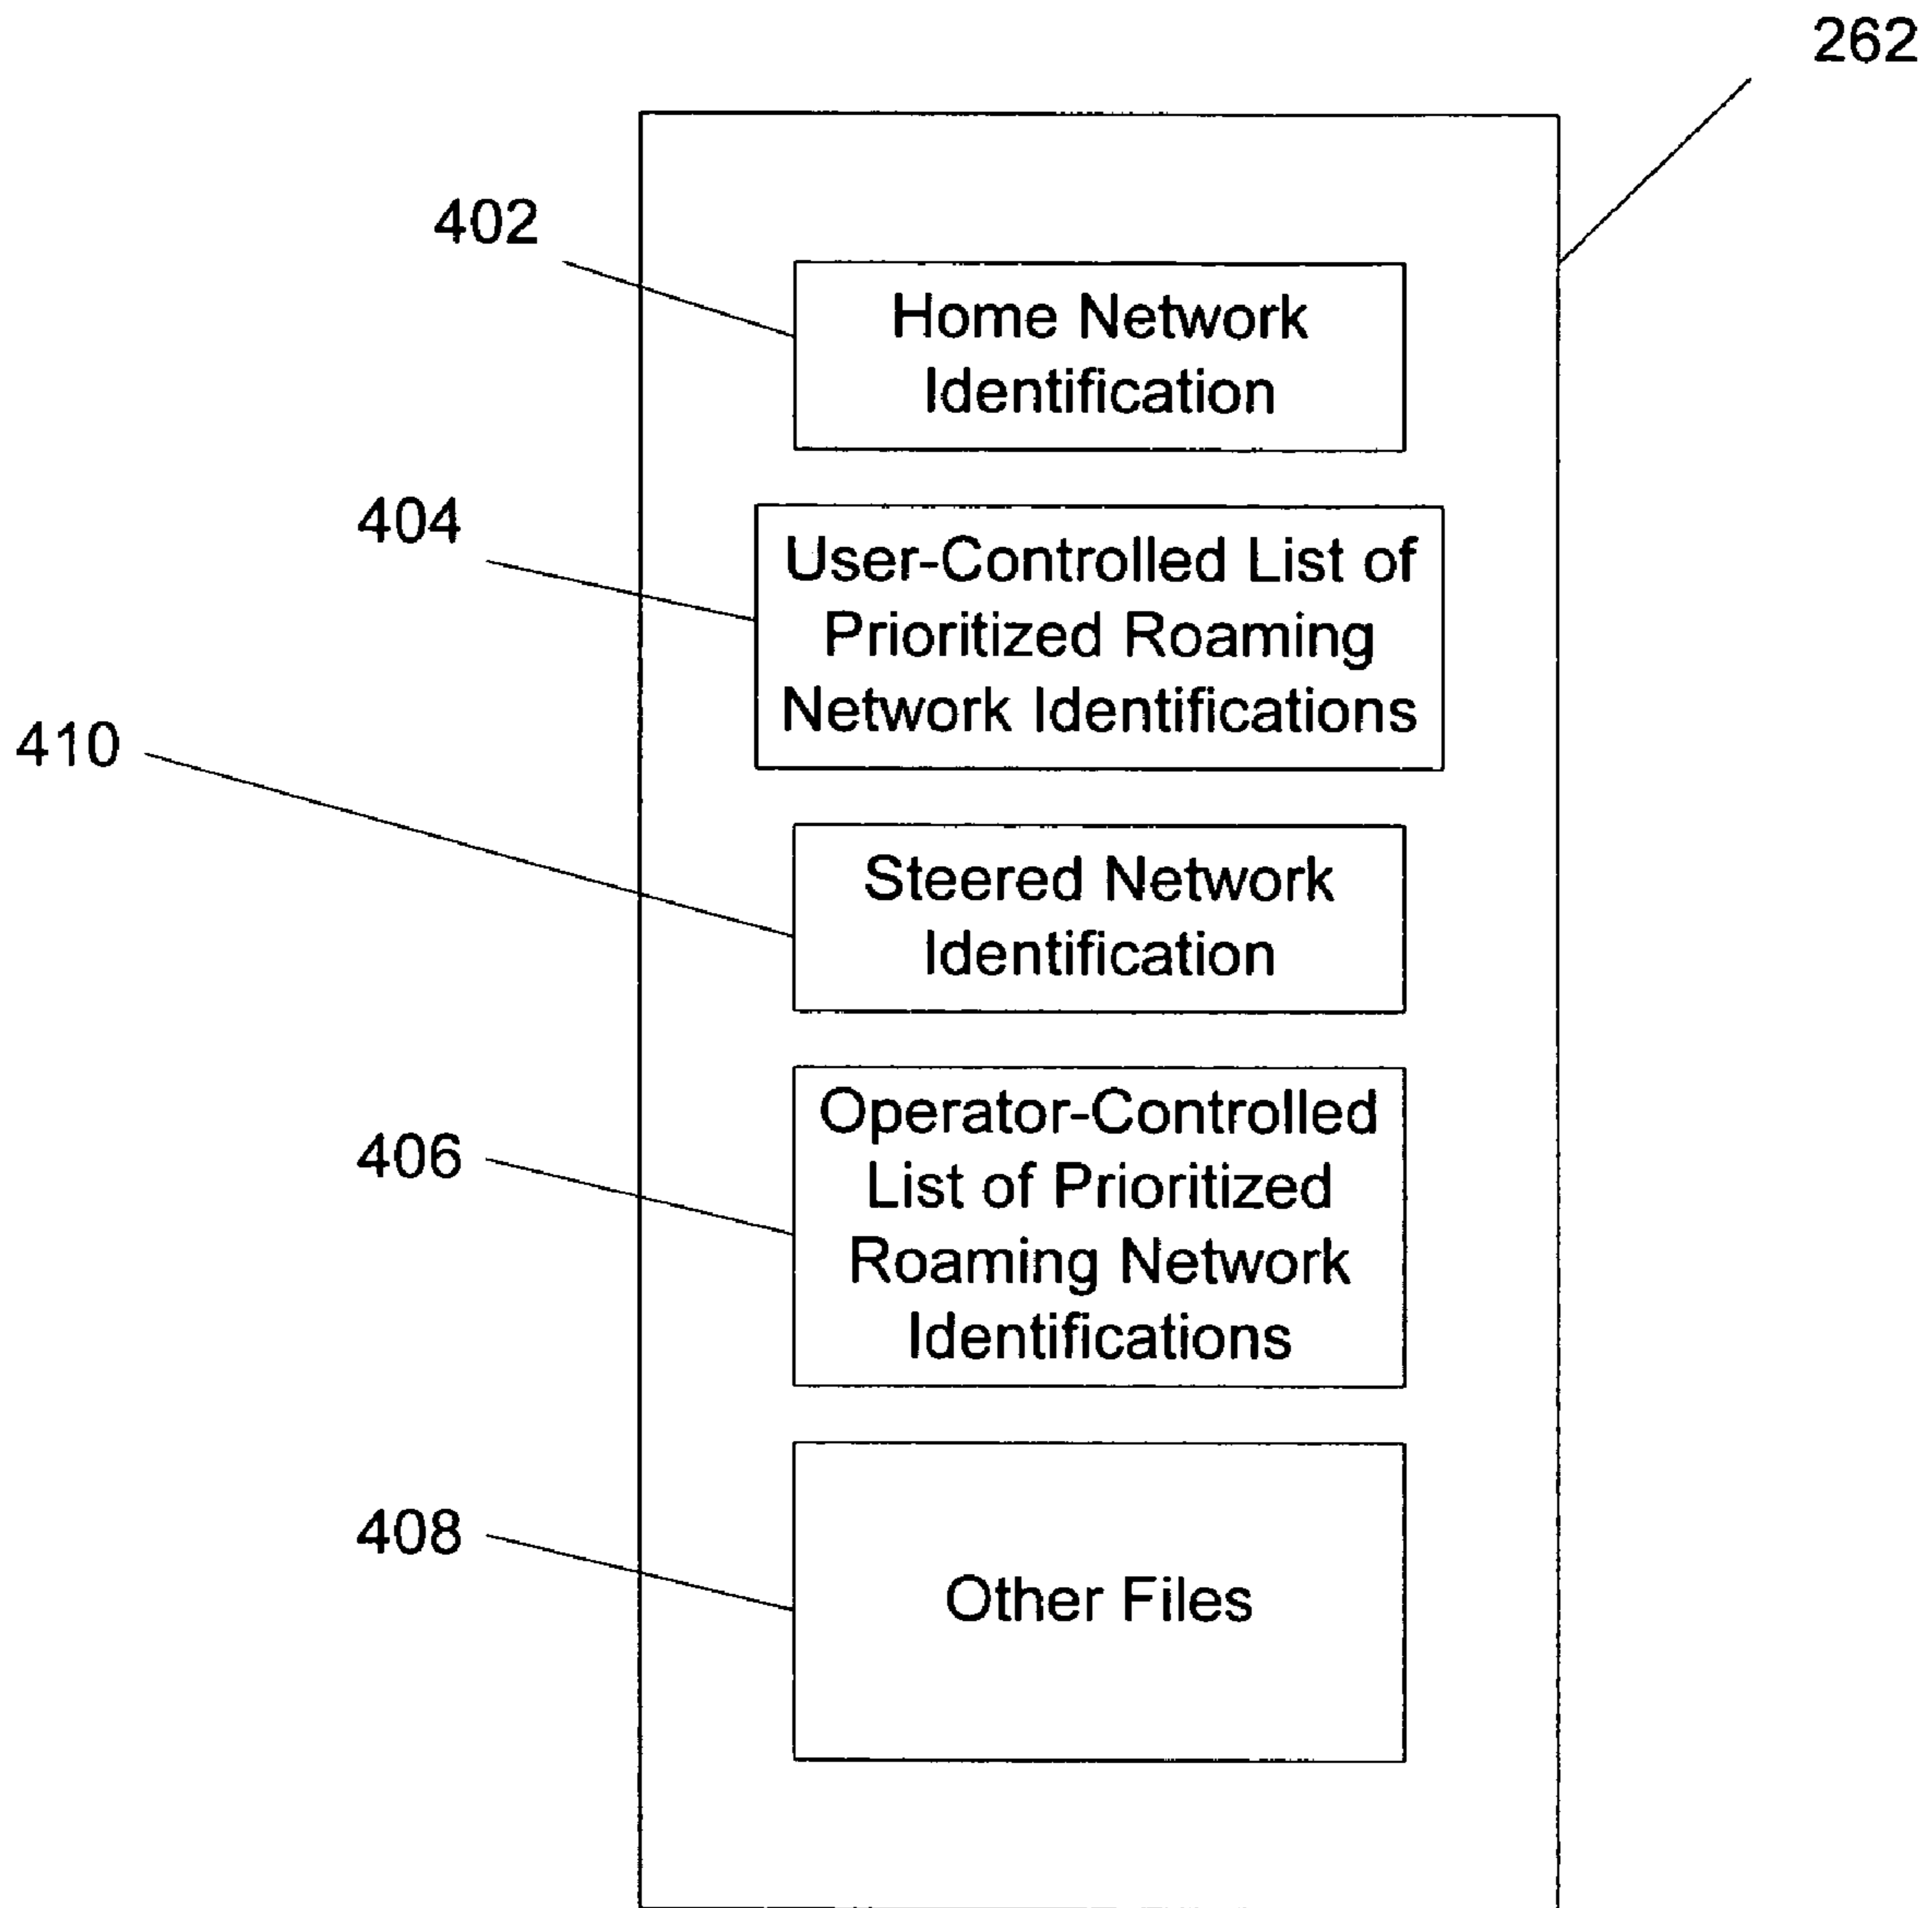 262
402
Home Network
Identification
404
User-Controlled List of
Prioritized Roaming
Network Identifications
410
Steered Network
Identification
406
Operator-Controlled
List of Prioritized
Roaming Network
Identifications
408
Other Files